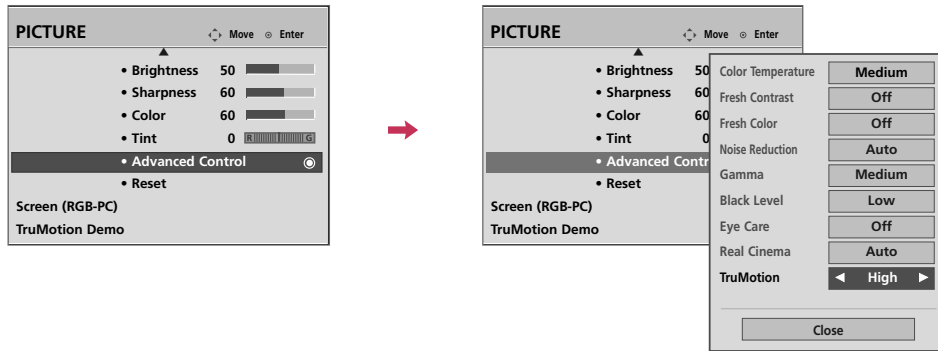 PICTURE
Move Enter
• Brightness 50
• Sharpness 60
• Color 60
• Tint 0 R G
• Advanced Control
• Reset
Screen (RGB-PC)
TruMotion Demo
PICTURE
Move Enter
• Brightness 50
• Sharpness 60
• Color 60
• Tint 0
• Advanced Contr
• Reset
Screen (RGB-PC)
TruMotion Demo
Color Temperature Medium
Fresh Contrast Off
Fresh Color Off
Noise Reduction Auto
Gamma Medium
Black Level Low
Eye Care Off
Real Cinema Auto
TruMotion ◀ High ▶
Close